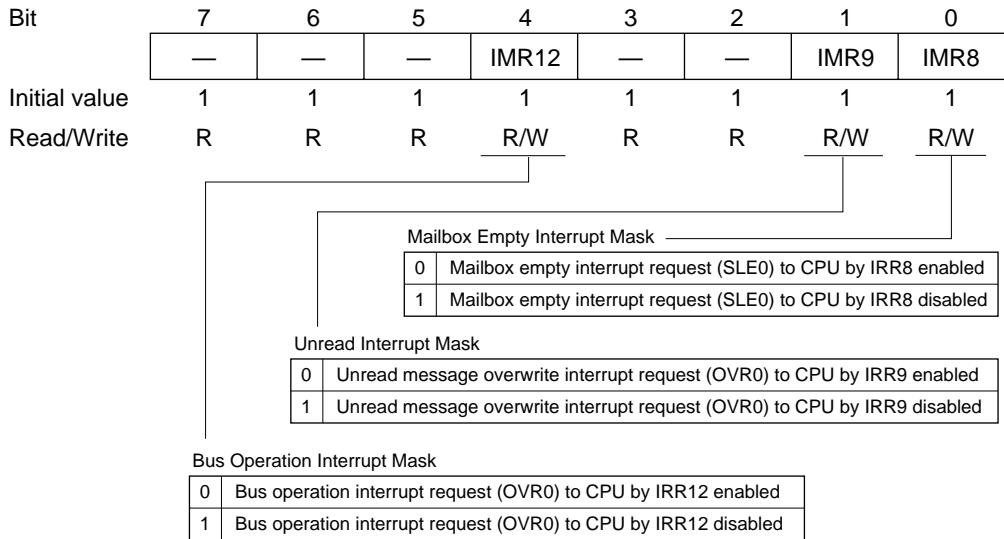 Bit 7 6 5 4 3 2 1 0
— — — IMR12 — — IMR9 IMR8
Initial value 1 1 1 1 1 1 1 1
Read/Write R R R R/W R R R/W R/W
Mailbox Empty Interrupt Mask
0 Mailbox empty interrupt request (SLE0) to CPU by IRR8 enabled
1 Mailbox empty interrupt request (SLE0) to CPU by IRR8 disabled
Unread Interrupt Mask
0 Unread message overwrite interrupt request (OVR0) to CPU by IRR9 enabled
1 Unread message overwrite interrupt request (OVR0) to CPU by IRR9 disabled
Bus Operation Interrupt Mask
0 Bus operation interrupt request (OVR0) to CPU by IRR12 enabled
1 Bus operation interrupt request (OVR0) to CPU by IRR12 disabled